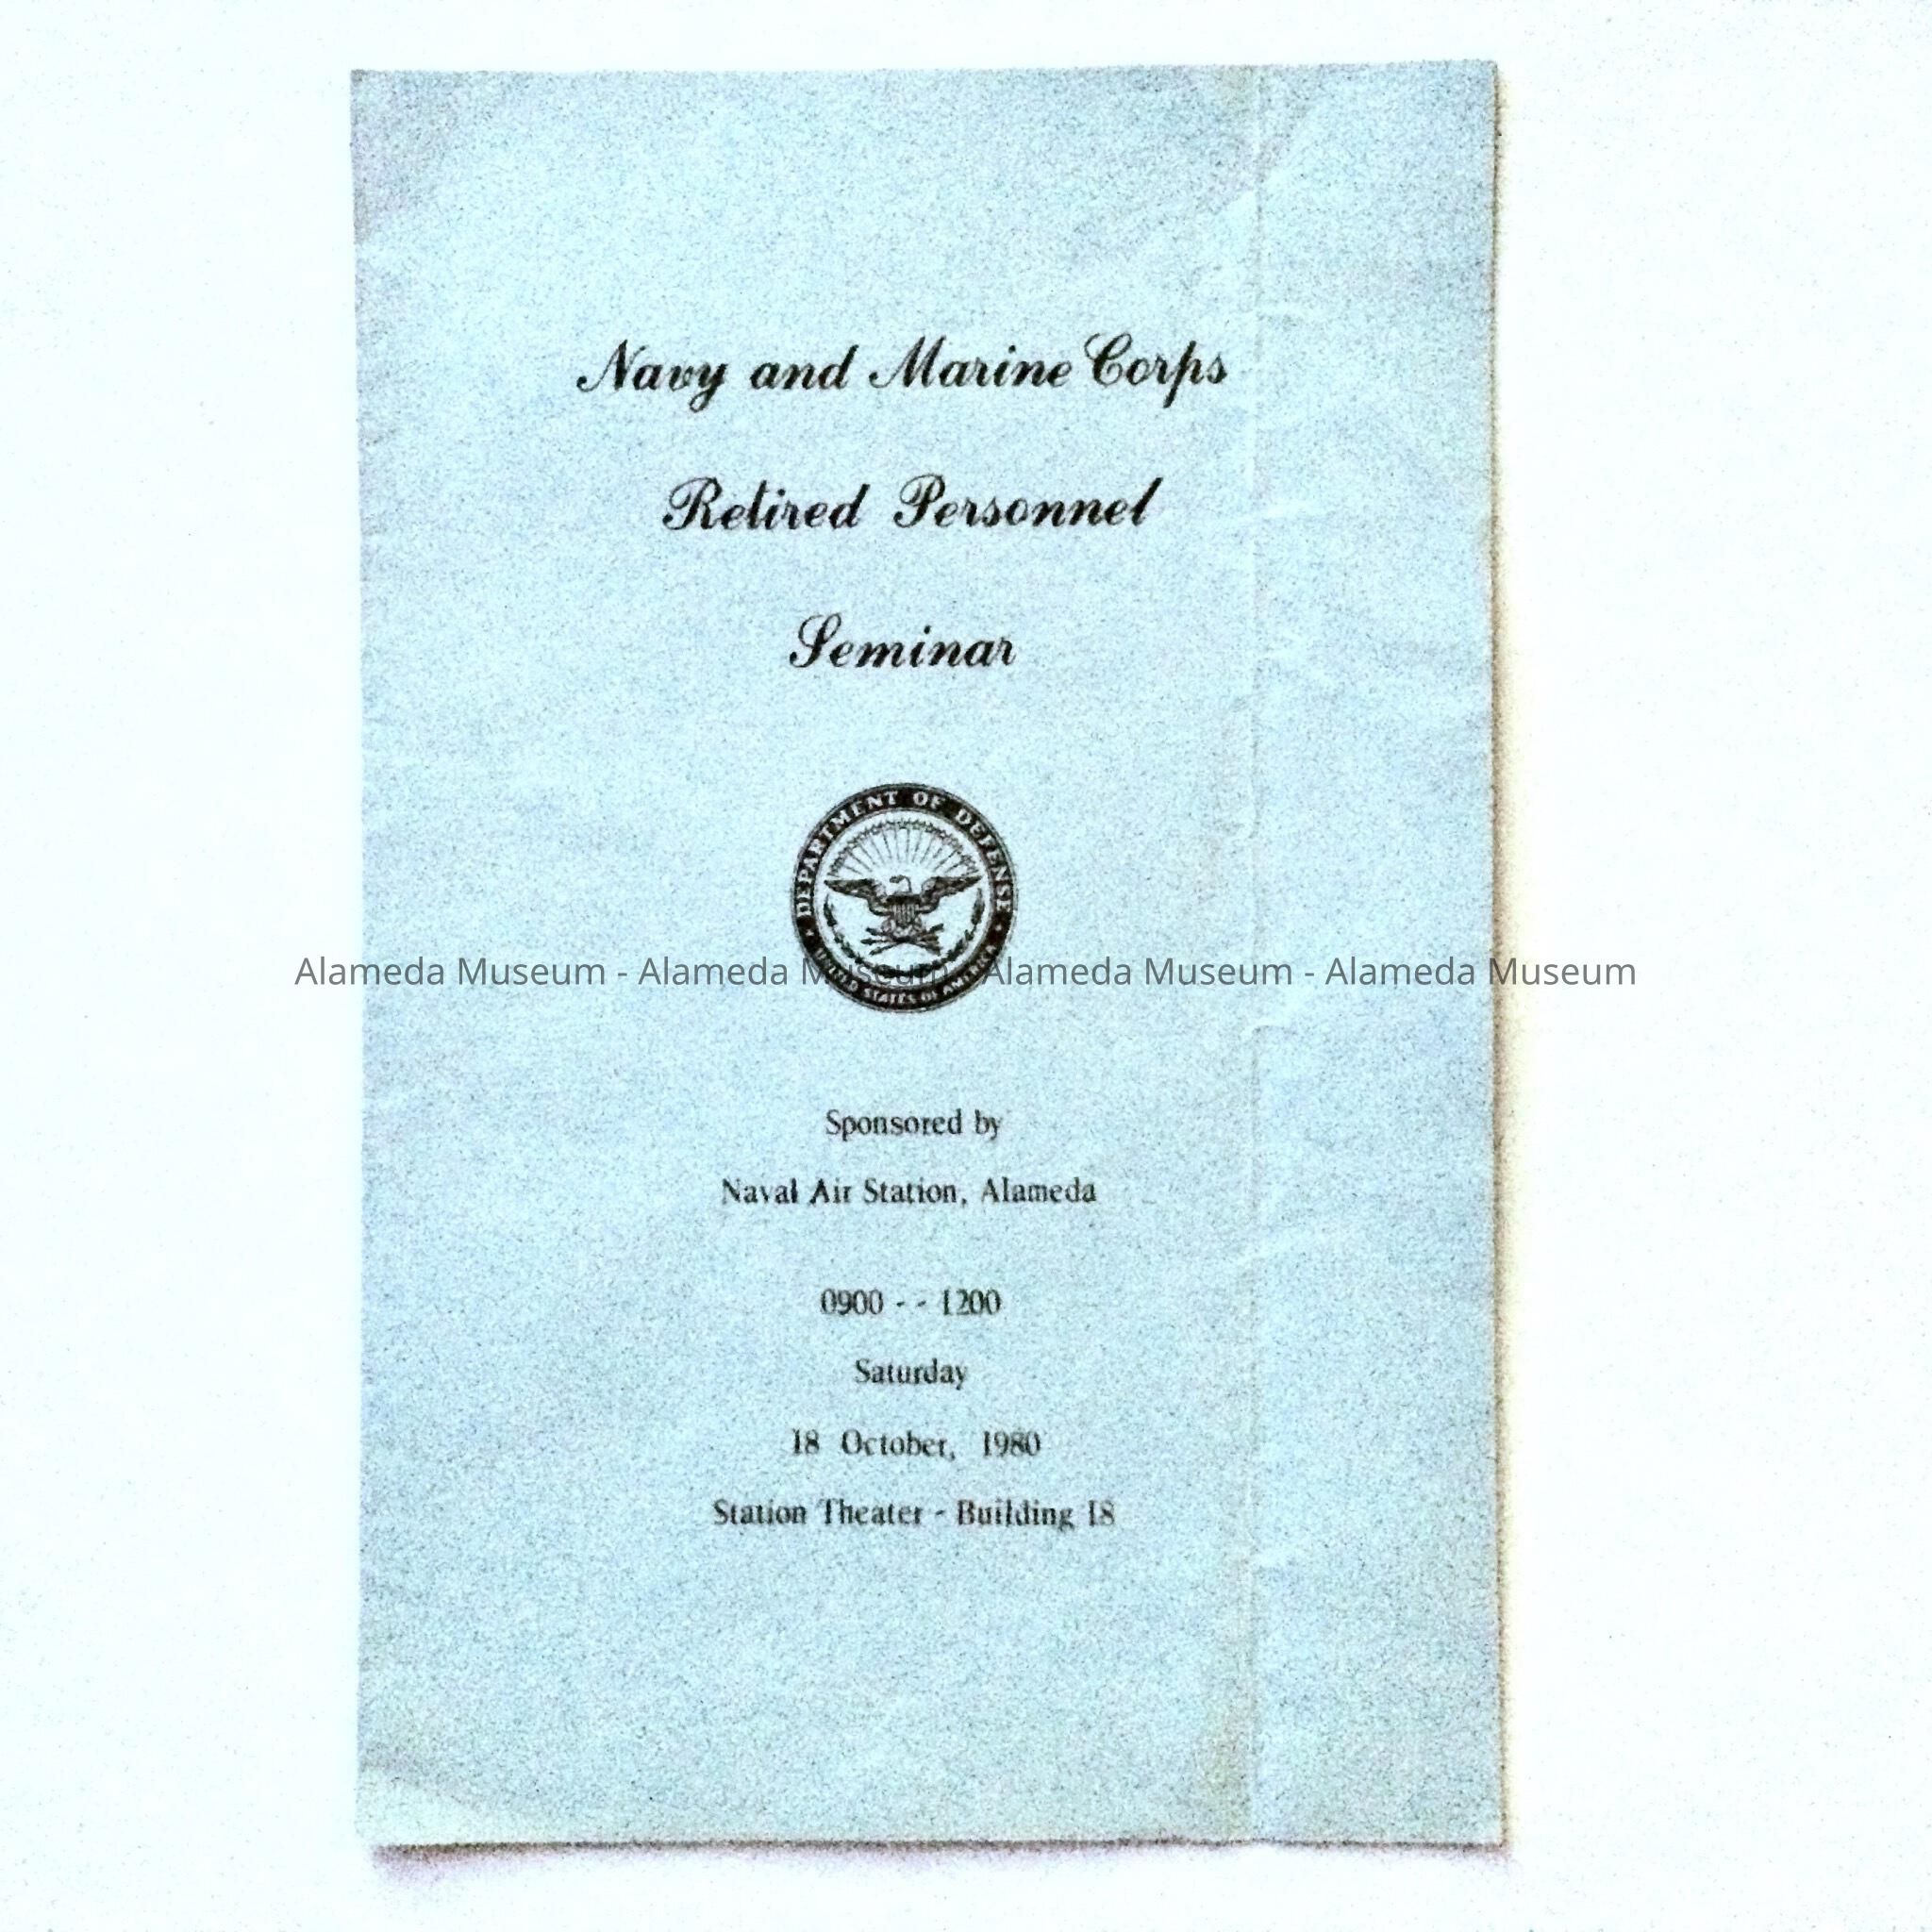 Navy and Marine Corps
Retired Personnel
Seminar
DEPARTMENT OF DEFENSE
UNITED STATES OF AMERICA
Alameda Museum - Alameda Museum - Alameda Museum - Alameda Museum
Sponsored by
Naval Air Station, Alameda
0900 - - 1200
Saturday
18 October, 1980
Station Theater - Building 18